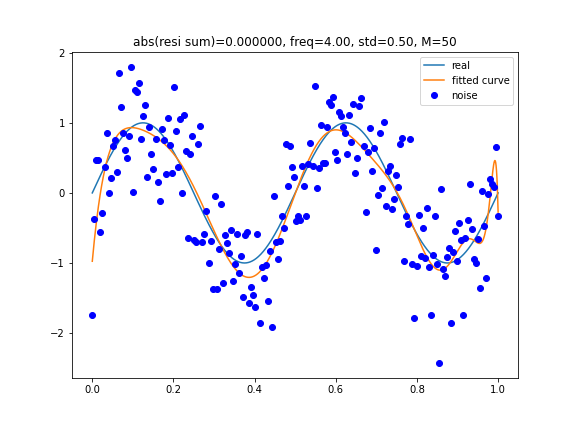 abs(resi sum)=0.000000, freq=4.00, std=0.50, M=50
real
fitted curve
noise
2
1
0
−1
−2
0.0 0.2 0.4 0.6 0.8 1.0